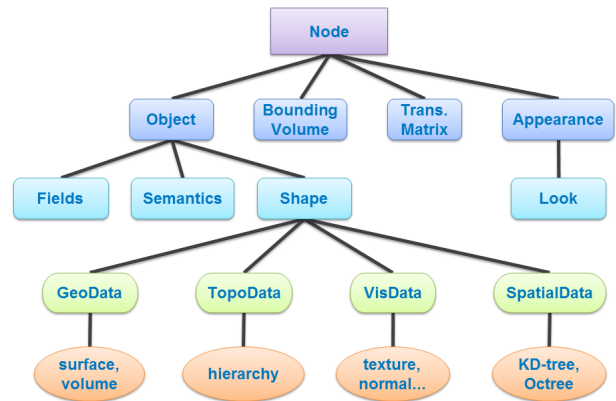 Node
Object
Bounding
Volume
Trans.
Matrix
Appearance
Fields
Semantics
Shape
Look
GeoData
TopoData
VisData
SpatialData
surface,
volume
hierarchy
texture,
normal...
KD-tree,
Octree